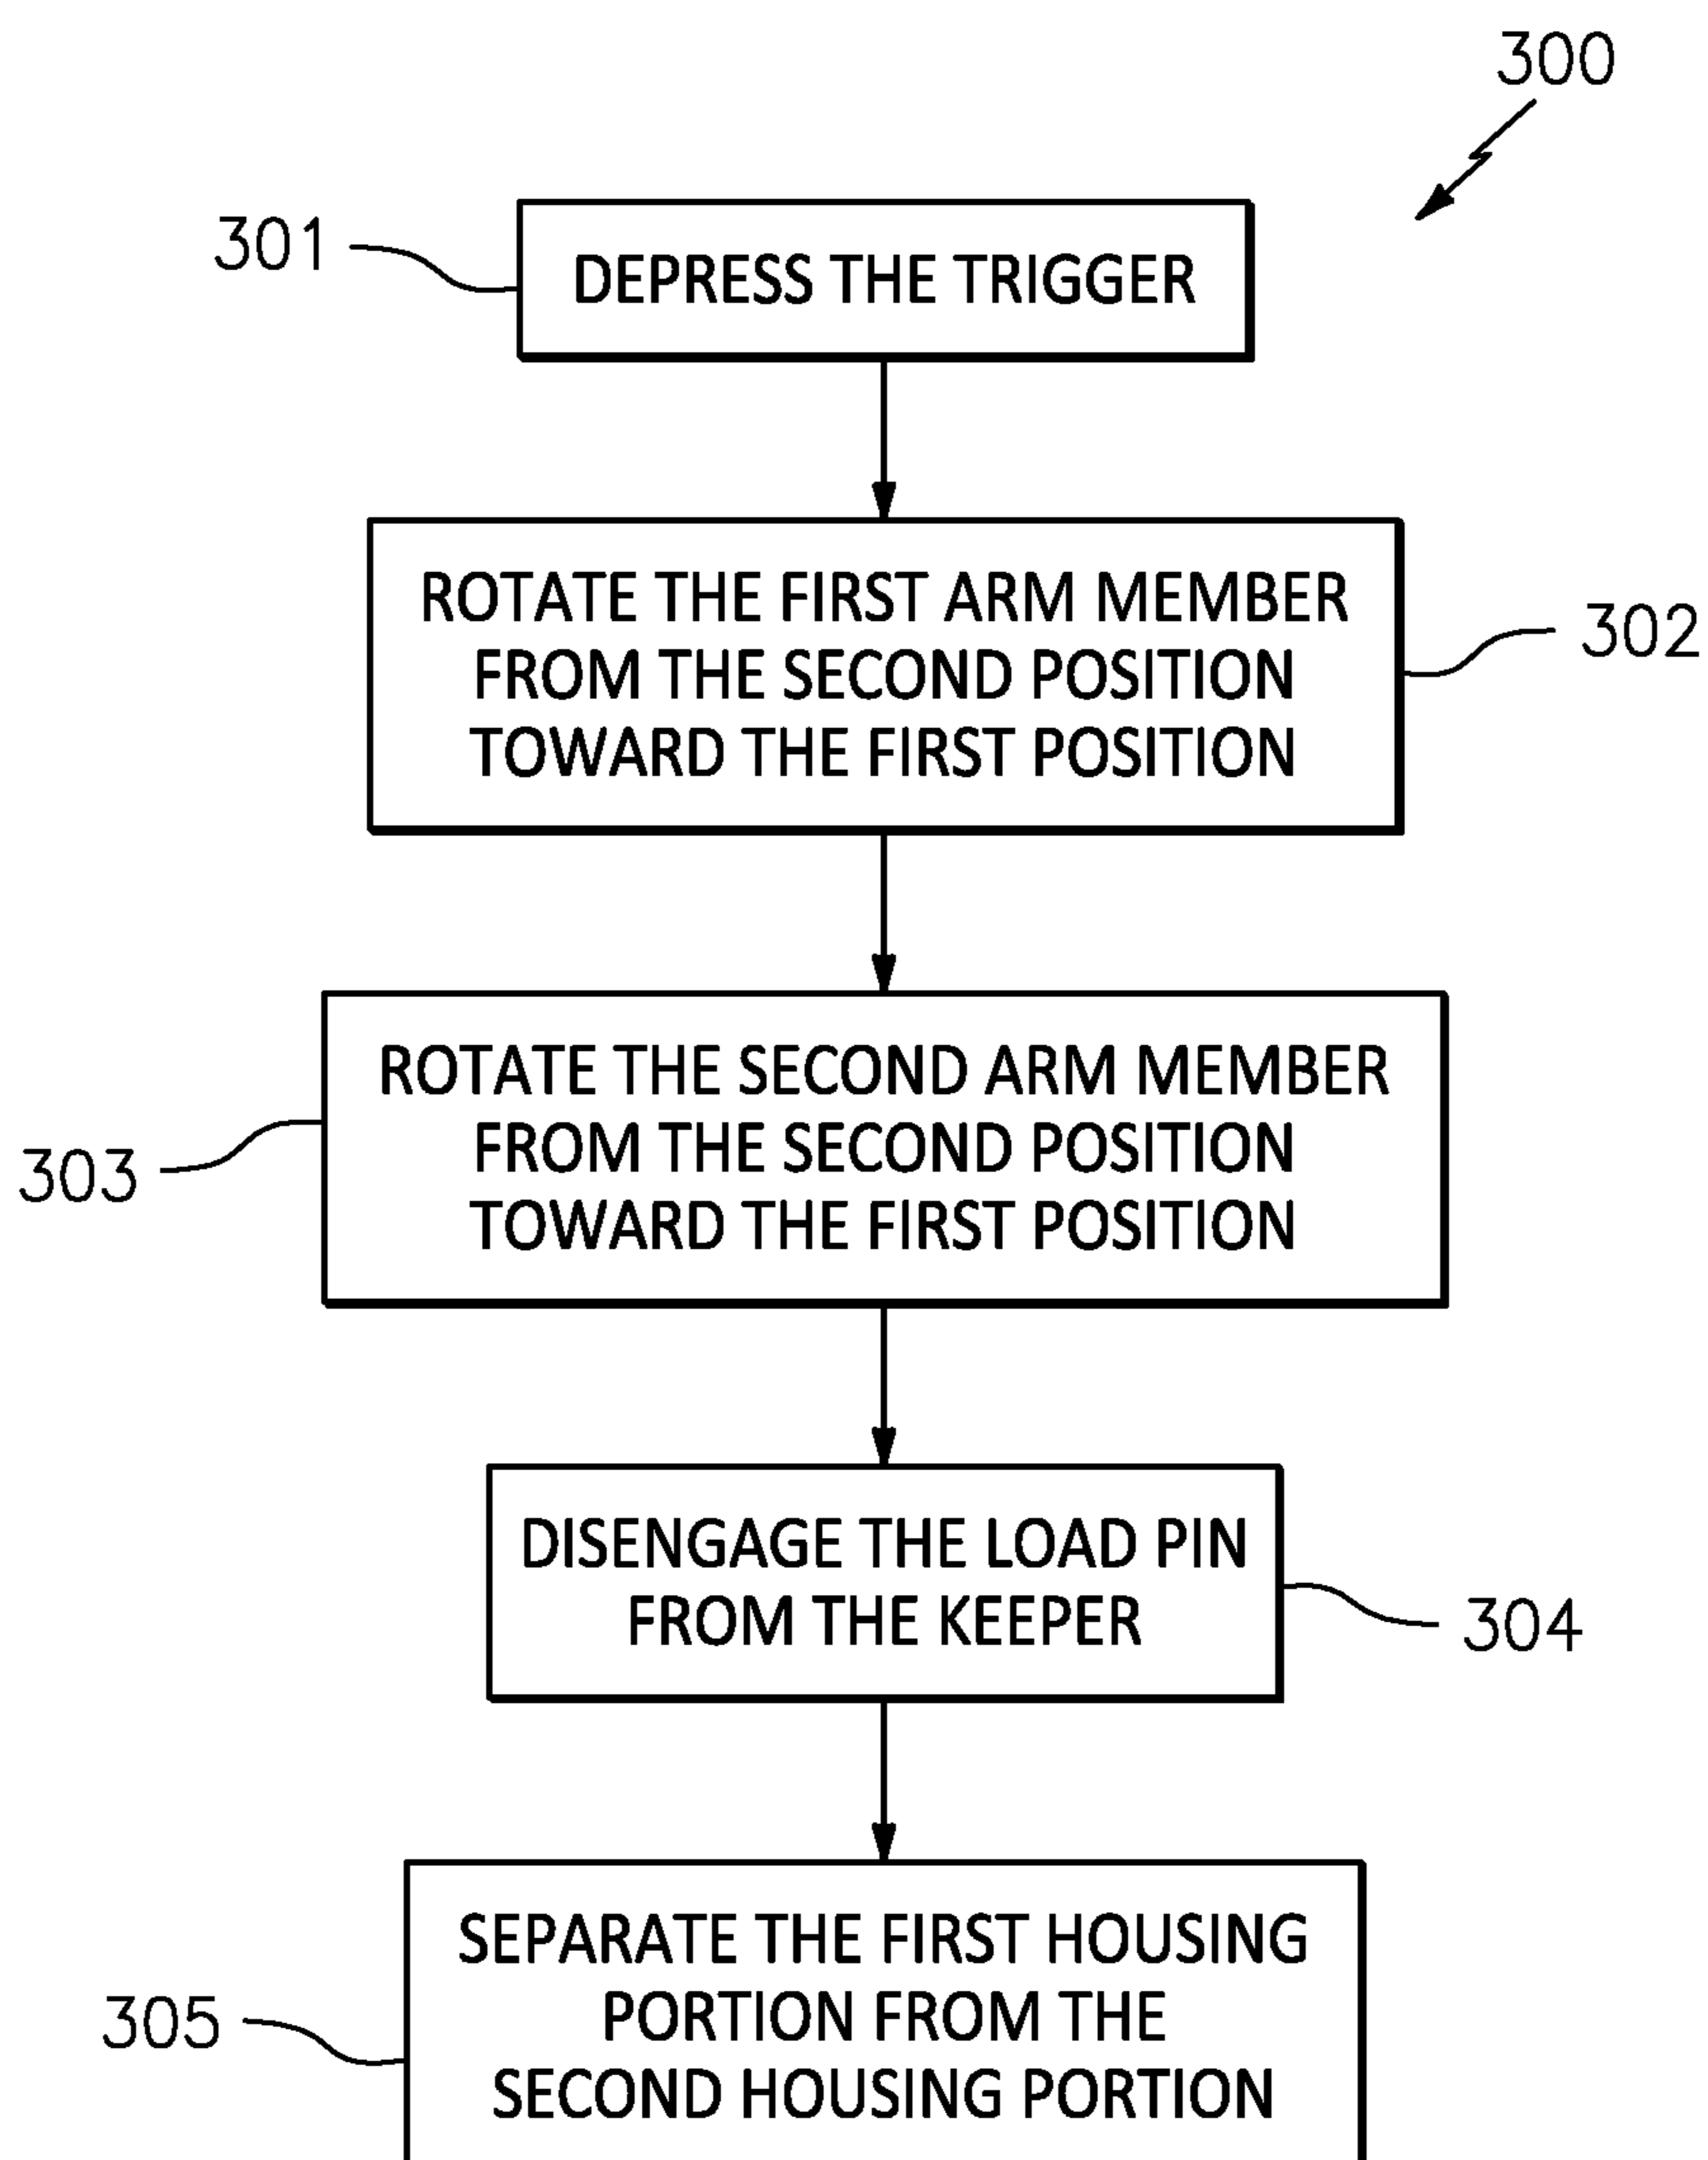 300
301
DEPRESS THE TRIGGER
ROTATE THE FIRST ARM MEMBER
FROM THE SECOND POSITION
TOWARD THE FIRST POSITION
302
ROTATE THE SECOND ARM MEMBER
FROM THE SECOND POSITION
TOWARD THE FIRST POSITION
303
DISENGAGE THE LOAD PIN
FROM THE KEEPER
304
SEPARATE THE FIRST HOUSING
PORTION FROM THE
SECOND HOUSING PORTION
305